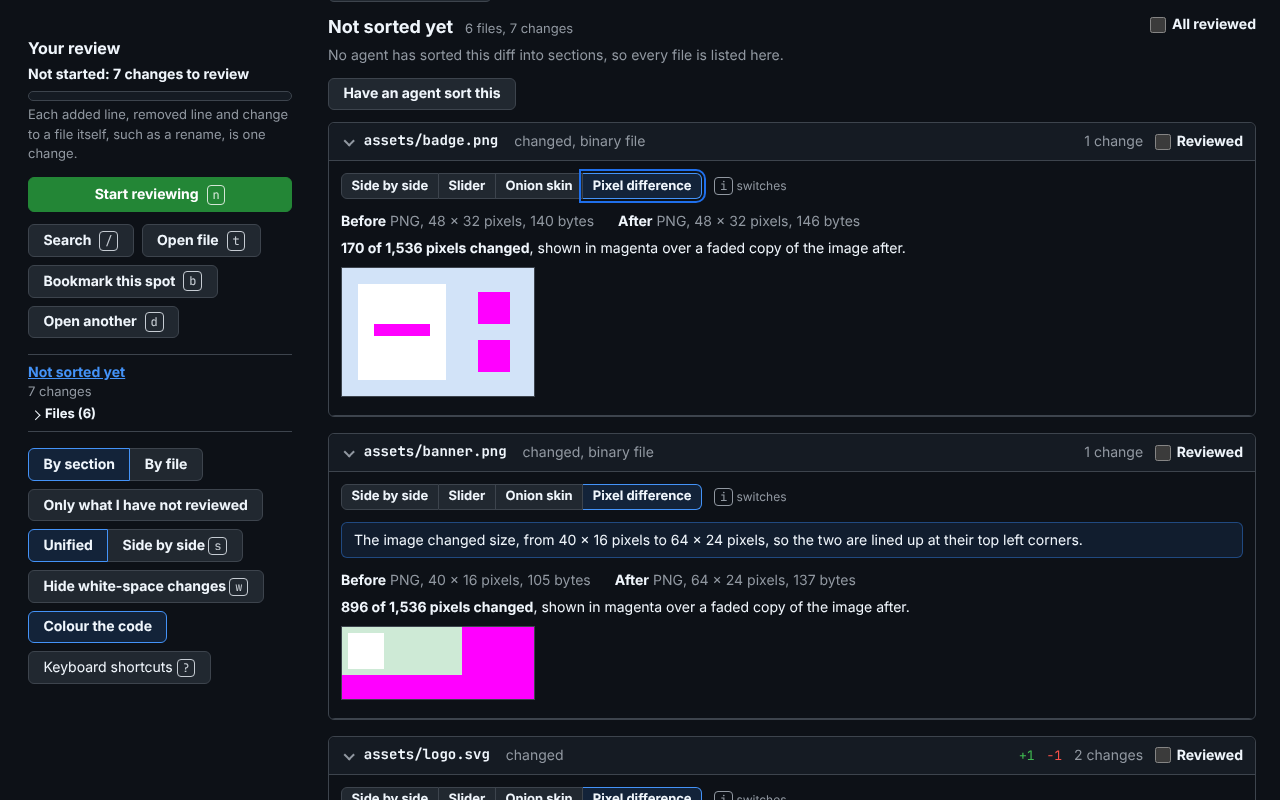 Your review
Not started: 7 changes to review
Each added line, removed line and change
to a file itself, such as a rename, is one
change.
Start reviewing n
Search / Open file t
Bookmark this spot b
Open another d
Not sorted yet
7 changes
Files (6)
By section By file
Only what I have not reviewed
Unified Side by side s
Hide white-space changes w
Colour the code
Keyboard shortcuts ?
Not sorted yet 6 files, 7 changes All reviewed
No agent has sorted this diff into sections, so every file is listed here.
Have an agent sort this
assets/badge.png changed, binary file 1 change Reviewed
Side by side Slider Onion skin Pixel difference i switches
Before PNG, 48 × 32 pixels, 140 bytes After PNG, 48 × 32 pixels, 146 bytes
170 of 1,536 pixels changed, shown in magenta over a faded copy of the image after.
assets/banner.png changed, binary file 1 change Reviewed
Side by side Slider Onion skin Pixel difference i switches
The image changed size, from 40 × 16 pixels to 64 × 24 pixels, so the two are lined up at their top left corners.
Before PNG, 40 × 16 pixels, 105 bytes After PNG, 64 × 24 pixels, 137 bytes
896 of 1,536 pixels changed, shown in magenta over a faded copy of the image after.
assets/logo.svg changed +1 -1 2 changes Reviewed
Side by side Slider Onion skin Pixel difference i switches